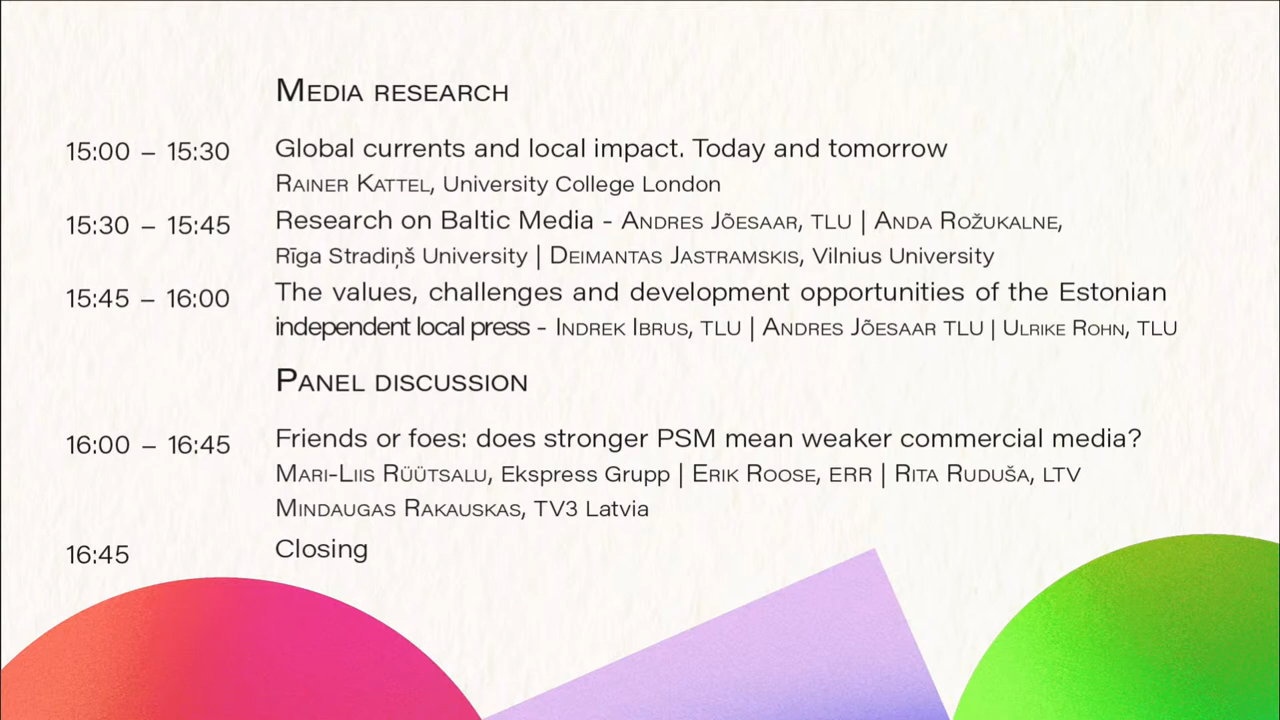 MEDIA RESEARCH
15:00 – 15:30 Global currents and local impact. Today and tomorrow
RAINER KATTEL, University College London
15:30 – 15:45 Research on Baltic Media - ANDRES JÕESAAR, TLU | ANDA ROŽUKALNE,
Rīga Stradiņš University | DEIMANTAS JASTRAMSKIS, Vilnius University
15:45 – 16:00 The values, challenges and development opportunities of the Estonian
independent local press - INDREK IBRUS, TLU | ANDRES JÕESAAR TLU | ULRIKE ROHN, TLU
PANEL DISCUSSION
16:00 – 16:45 Friends or foes: does stronger PSM mean weaker commercial media?
MARI-LIIS RÜÜTSALU, Ekspress Grupp | ERIK ROOSE, ERR | RITA RUDUŠA, LTV
MINDAUGAS RAKAUSKAS, TV3 Latvia
16:45 Closing